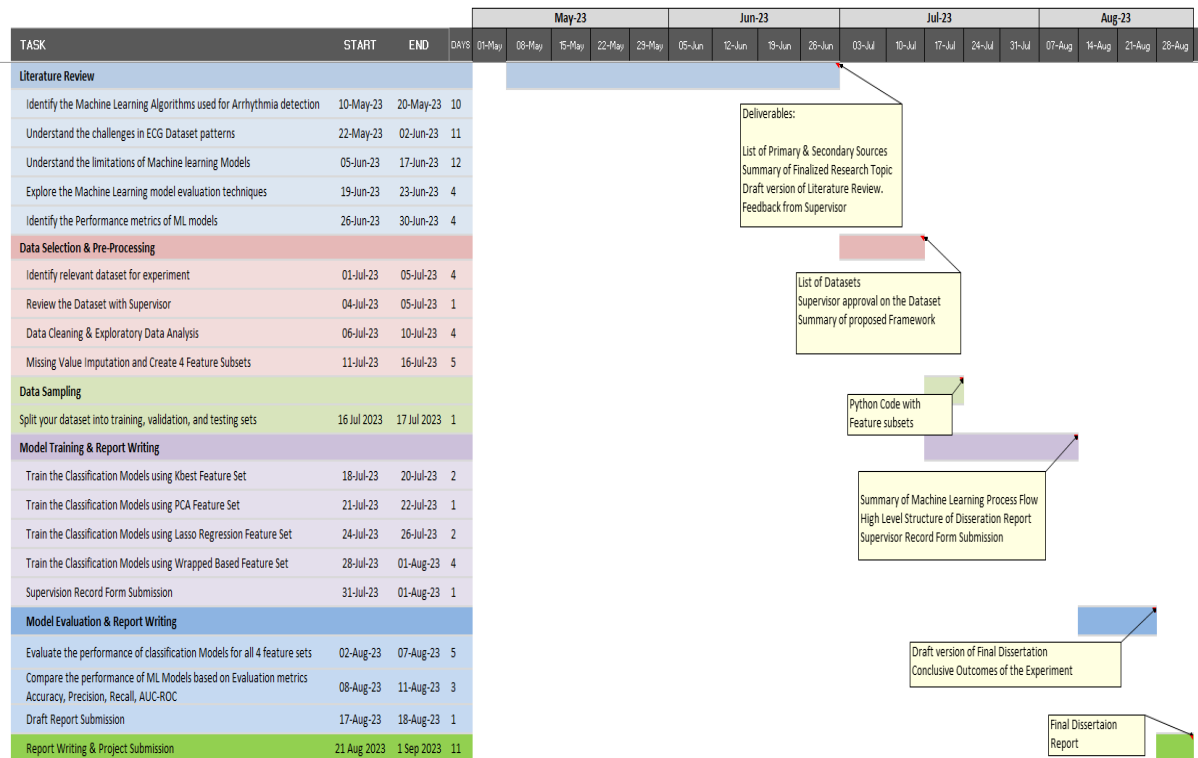 May-23 Jun-23 Jul-23 Aug-23
TASK START END DAYS 01-May 08-May 15-May 22-May 29-May 05-Jun 12-Jun 19-Jun 26-Jun 03-Jul 10-Jul 17-Jul 24-Jul 31-Jul 07-Aug 14-Aug 21-Aug 28-Aug
Literature Review
Identify the Machine Learning Algorithms used for Arrhythmia detection 10-May-23 20-May-23 10
Understand the challenges in ECG Dataset patterns 22-May-23 02-Jun-23 11
Understand the limitations of Machine learning Models 05-Jun-23 17-Jun-23 12
Explore the Machine Learning model evaluation techniques 19-Jun-23 23-Jun-23 4
Identify the Performance metrics of ML models 26-Jun-23 30-Jun-23 4
Deliverables:
List of Primary & Secondary Sources
Summary of Finalized Research Topic
Draft version of Literature Review.
Feedback from Supervisor
Data Selection & Pre-Processing
Identify relevant dataset for experiment 01-Jul-23 05-Jul-23 4
Review the Dataset with Supervisor 04-Jul-23 05-Jul-23 1
Data Cleaning & Exploratory Data Analysis 06-Jul-23 10-Jul-23 4
Missing Value Imputation and Create 4 Feature Subsets 11-Jul-23 16-Jul-23 5
List of Datasets
Supervisor approval on the Dataset
Summary of proposed Framework
Data Sampling
Split your dataset into training, validation, and testing sets 16 Jul 2023 17 Jul 2023 1
Python Code with
Feature subsets
Model Training & Report Writing
Train the Classification Models using Kbest Feature Set 18-Jul-23 20-Jul-23 2
Train the Classification Models using PCA Feature Set 21-Jul-23 22-Jul-23 1
Train the Classification Models using Lasso Regression Feature Set 24-Jul-23 26-Jul-23 2
Train the Classification Models using Wrapped Based Feature Set 28-Jul-23 01-Aug-23 4
Supervision Record Form Submission 31-Jul-23 01-Aug-23 1
Summary of Machine Learning Process Flow
High Level Structure of Disseration Report
Supervisor Record Form Submission
Model Evaluation & Report Writing
Evaluate the performance of classification Models for all 4 feature sets 02-Aug-23 07-Aug-23 5
Compare the performance of ML Models based on Evaluation metrics
Accuracy, Precision, Recall, AUC-ROC 08-Aug-23 11-Aug-23 3
Draft Report Submission 17-Aug-23 18-Aug-23 1
Draft version of Final Dissertation
Conclusive Outcomes of the Experiment
Report Writing & Project Submission 21 Aug 2023 1 Sep 2023 11
Final Dissertaion
Report